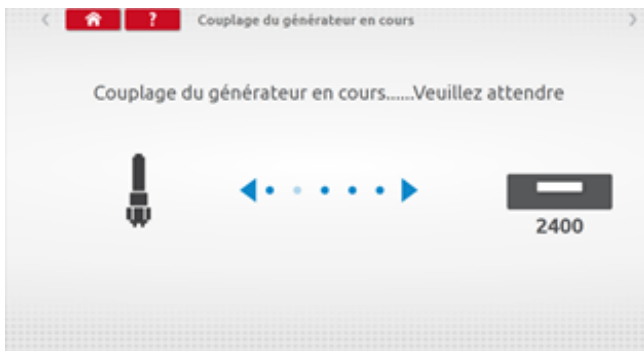 ? Couplage du générateur en cours
Couplage du générateur en cours......Veuillez attendre
2400